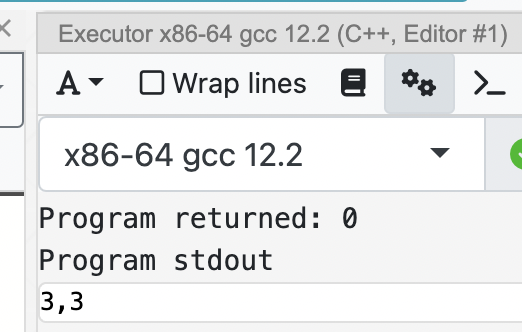 Executor x86-64 gcc 12.2 (C++, Editor #1)
A Wrap lines
x86-64 gcc 12.2
Program returned: 0
Program stdout
3,3